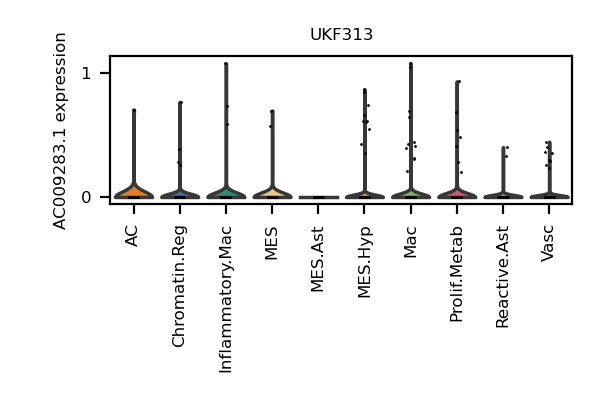 UKF313
AC009283.1 expression
1
0
AC
Chromatin.Reg
Inflammatory.Mac
MES
MES.Ast
MES.Hyp
Mac
Prolif.Metab
Reactive.Ast
Vasc